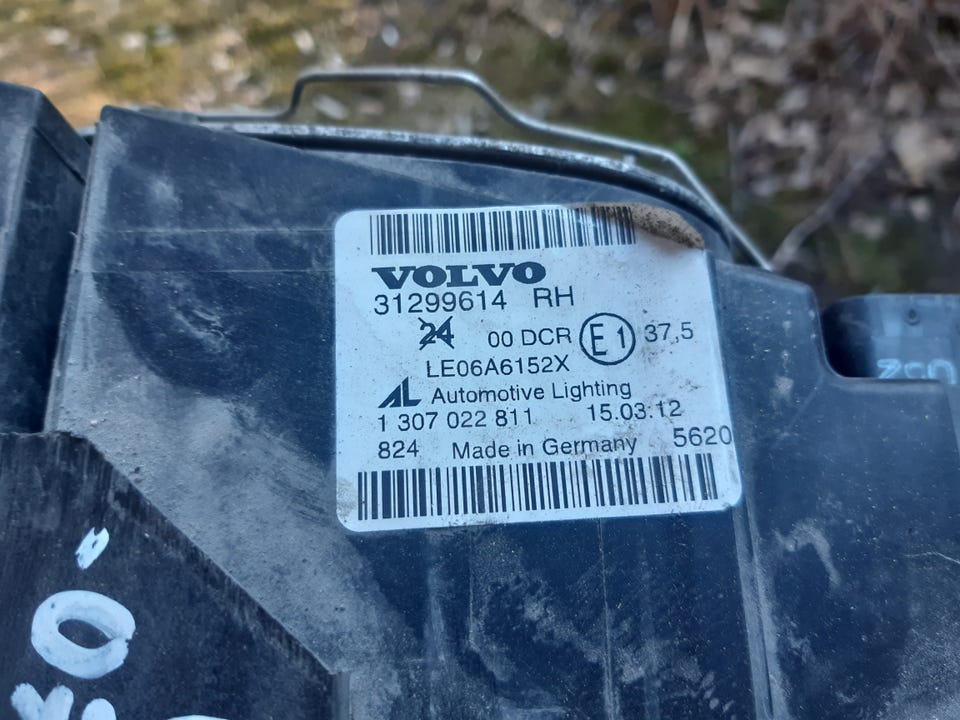 VOLVO
31299614 RH
24 00 DCR E1 37,5
LE06A6152X
AL Automotive Lighting
1 307 022 811 15.03.12
824 Made in Germany 5620